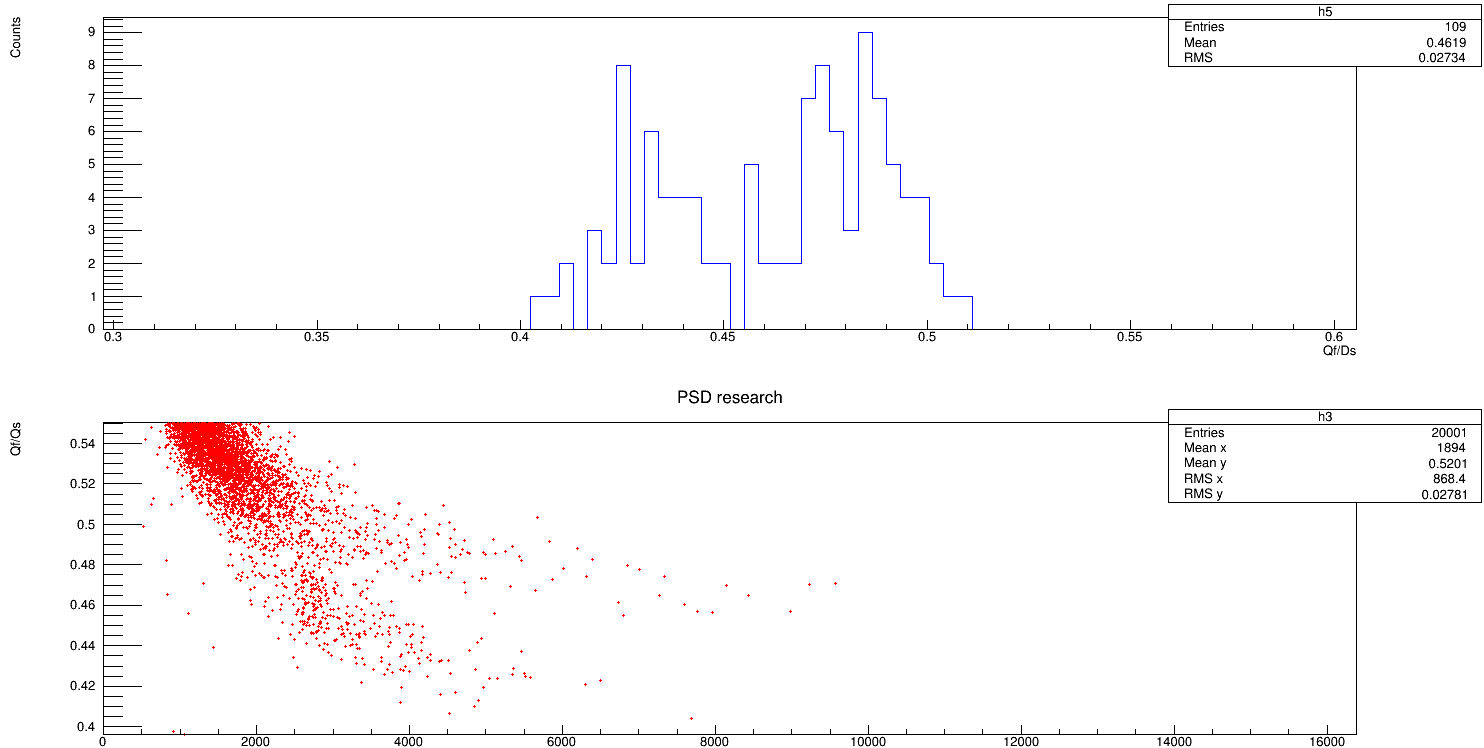 h5
Entries 109
Mean 0.4619
RMS 0.02734
Counts
9
8
7
6
5
4
3
2
1
0
0.3 0.35 0.4 0.45 0.5 0.55 0.6
Qf/Ds
PSD research
h3
Entries 20001
Mean x 1894
Mean y 0.5201
RMS x 868.4
RMS y 0.02781
Qf/Qs
0.54
0.52
0.5
0.48
0.46
0.44
0.42
0.4
0 2000 4000 6000 8000 10000 12000 14000 16000